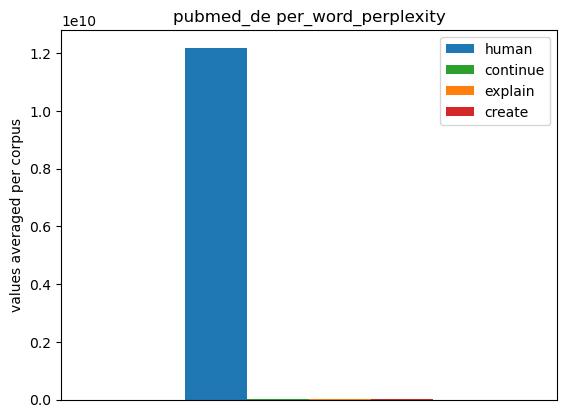 pubmed_de per_word_perplexity
1e10
values averaged per corpus
1.2
1.0
0.8
0.6
0.4
0.2
0.0
human
continue
explain
create